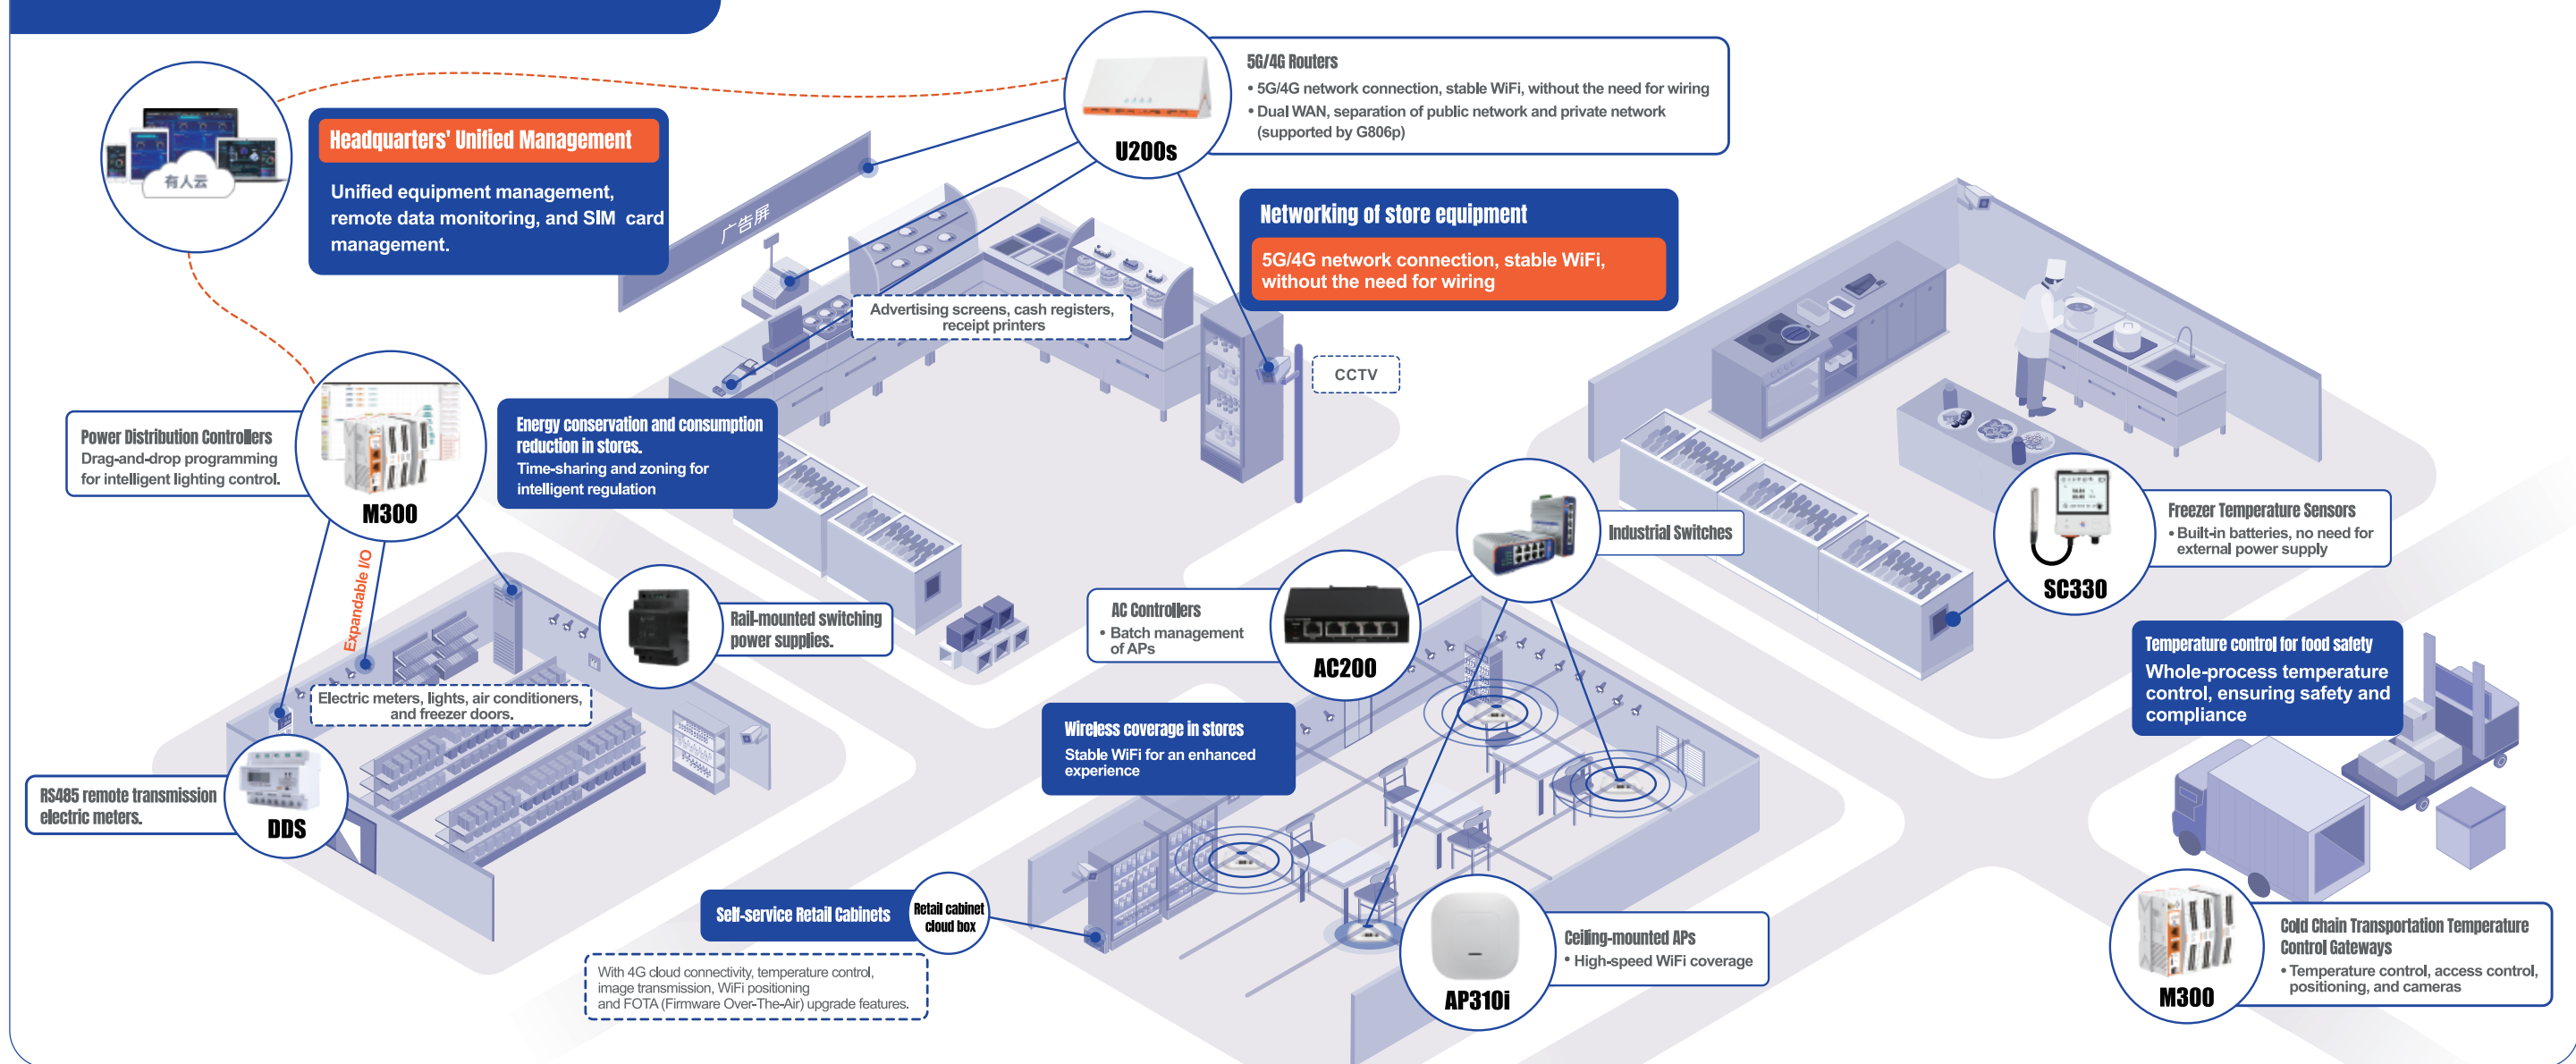 5G/4G Routers
• 5G/4G network connection, stable WiFi, without the need for wiring
• Dual WAN, separation of public network and private network
(supported by G806p)
U200s
有人云
Headquarters' Unified Management
Unified equipment management,
remote data monitoring, and SIM card
management.
广告屏
Networking of store equipment
5G/4G network connection, stable WiFi,
without the need for wiring
Advertising screens, cash registers,
receipt printers
CCTV
Power Distribution Controllers
Drag-and-drop programming
for intelligent lighting control.
M300
Energy conservation and consumption
reduction in stores.
Time-sharing and zoning for
intelligent regulation
Expandable I/O
Rail-mounted switching
power supplies.
Electric meters, lights, air conditioners,
and freezer doors.
RS485 remote transmission
electric meters.
DDS
Industrial Switches
AC Controllers
• Batch management
of APs
AC200
Freezer Temperature Sensors
• Built-in batteries, no need for
external power supply
SC330
Temperature control for food safety
Whole-process temperature
control, ensuring safety and
compliance
Wireless coverage in stores
Stable WiFi for an enhanced
experience
Self-service Retail Cabinets
Retail cabinet
cloud box
With 4G cloud connectivity, temperature control,
image transmission, WiFi positioning
and FOTA (Firmware Over-The-Air) upgrade features.
Ceiling-mounted APs
• High-speed WiFi coverage
AP310i
Cold Chain Transportation Temperature
Control Gateways
• Temperature control, access control,
positioning, and cameras
M300